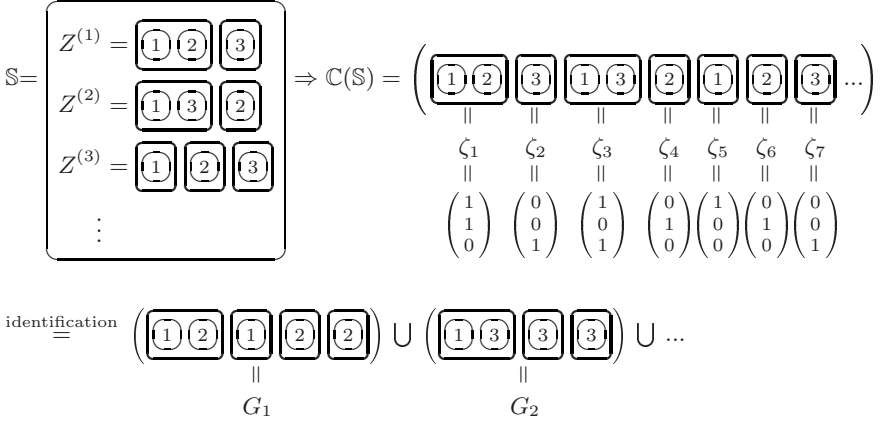 Z^{(1)} = 1 2 3
𝕊= Z^{(2)} = 1 3 2 ⇒ ℂ(𝕊) = ( 1 2 3 1 3 2 1 2 3 ... )
Z^{(3)} = 1 2 3
⋮
|| || || || || || ||
ζ₁ ζ₂ ζ₃ ζ₄ ζ₅ ζ₆ ζ₇
|| || || || || || ||
1 0 1 0 1 0 0
1 0 0 1 0 1 0
0 1 1 0 0 0 1
identification
= ( 1 2 1 2 2 ) ∪ ( 1 3 3 3 ) ∪ ...
|| ||
G₁ G₂